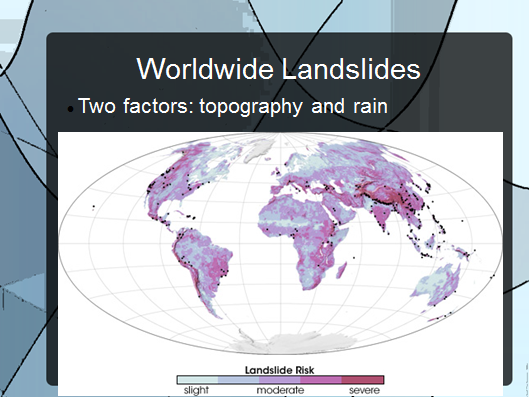 Worldwide Landslides
Two factors: topography and rain
Landslide Risk
slight moderate severe